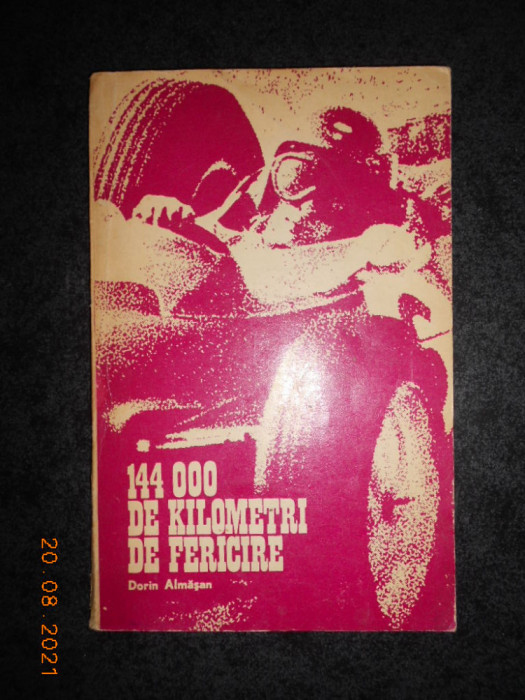 144 000
DE KILOMETRI
DE FERICIRE
Dorin Almăşan
20.08.2021